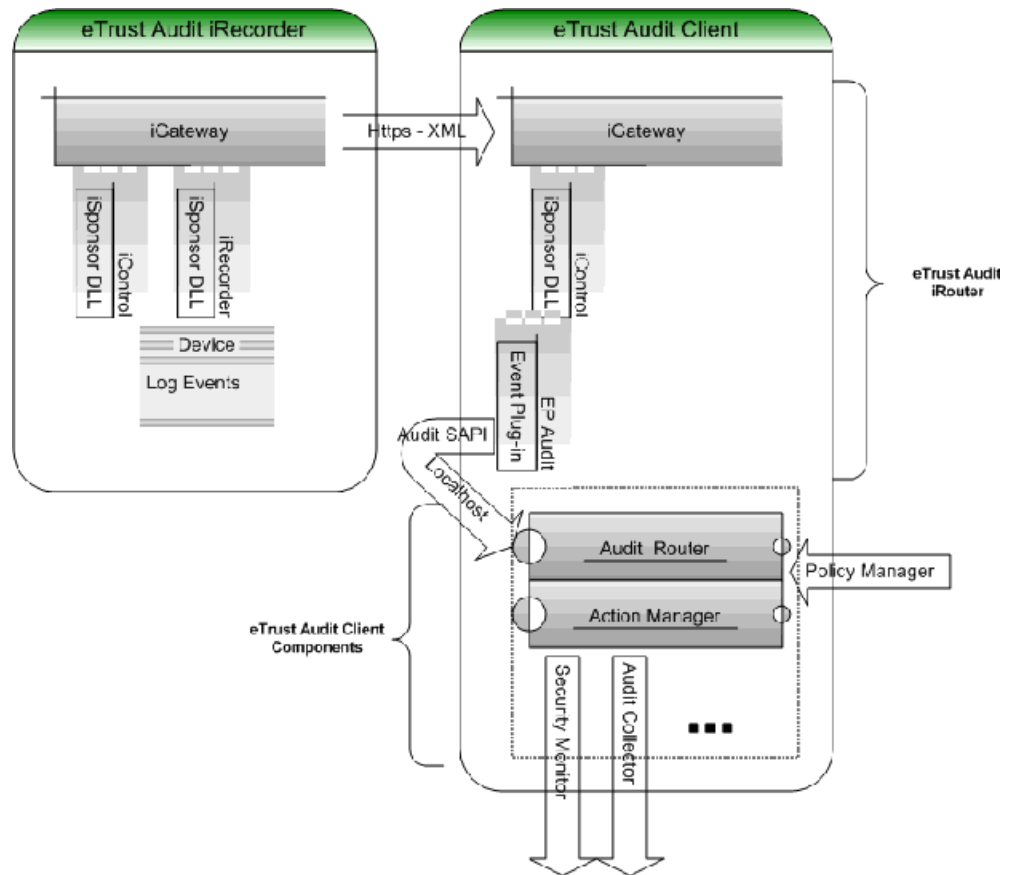 eTrust Audit iRecorder
iGateway
iSponsor DLL
iControl
iSponsor DLL
iRecorder
Device
Log Events
Https - XML
eTrust Audit Client
iGateway
iSponsor DLL
iControl
Event Plug-in
EP Audit
eTrust Audit
iRouter
Audit SAPI
Localhost
Audit Router
Action Manager
Policy Manager
eTrust Audit Client
Components
Security Monitor
Audit Collector
...